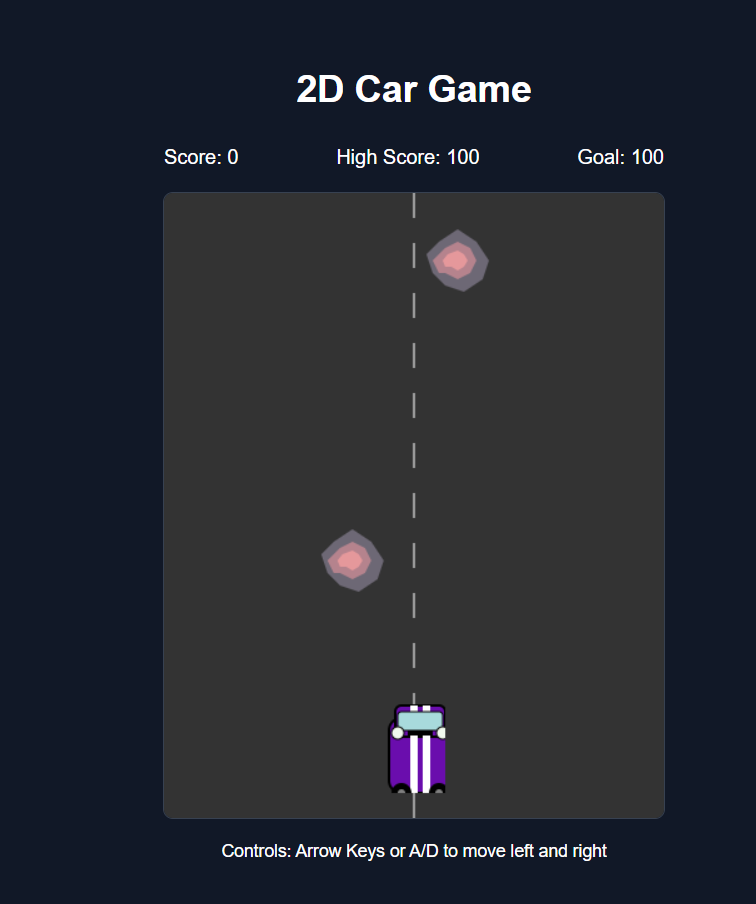 2D Car Game
Score: 0 High Score: 100 Goal: 100
Controls: Arrow Keys or A/D to move left and right